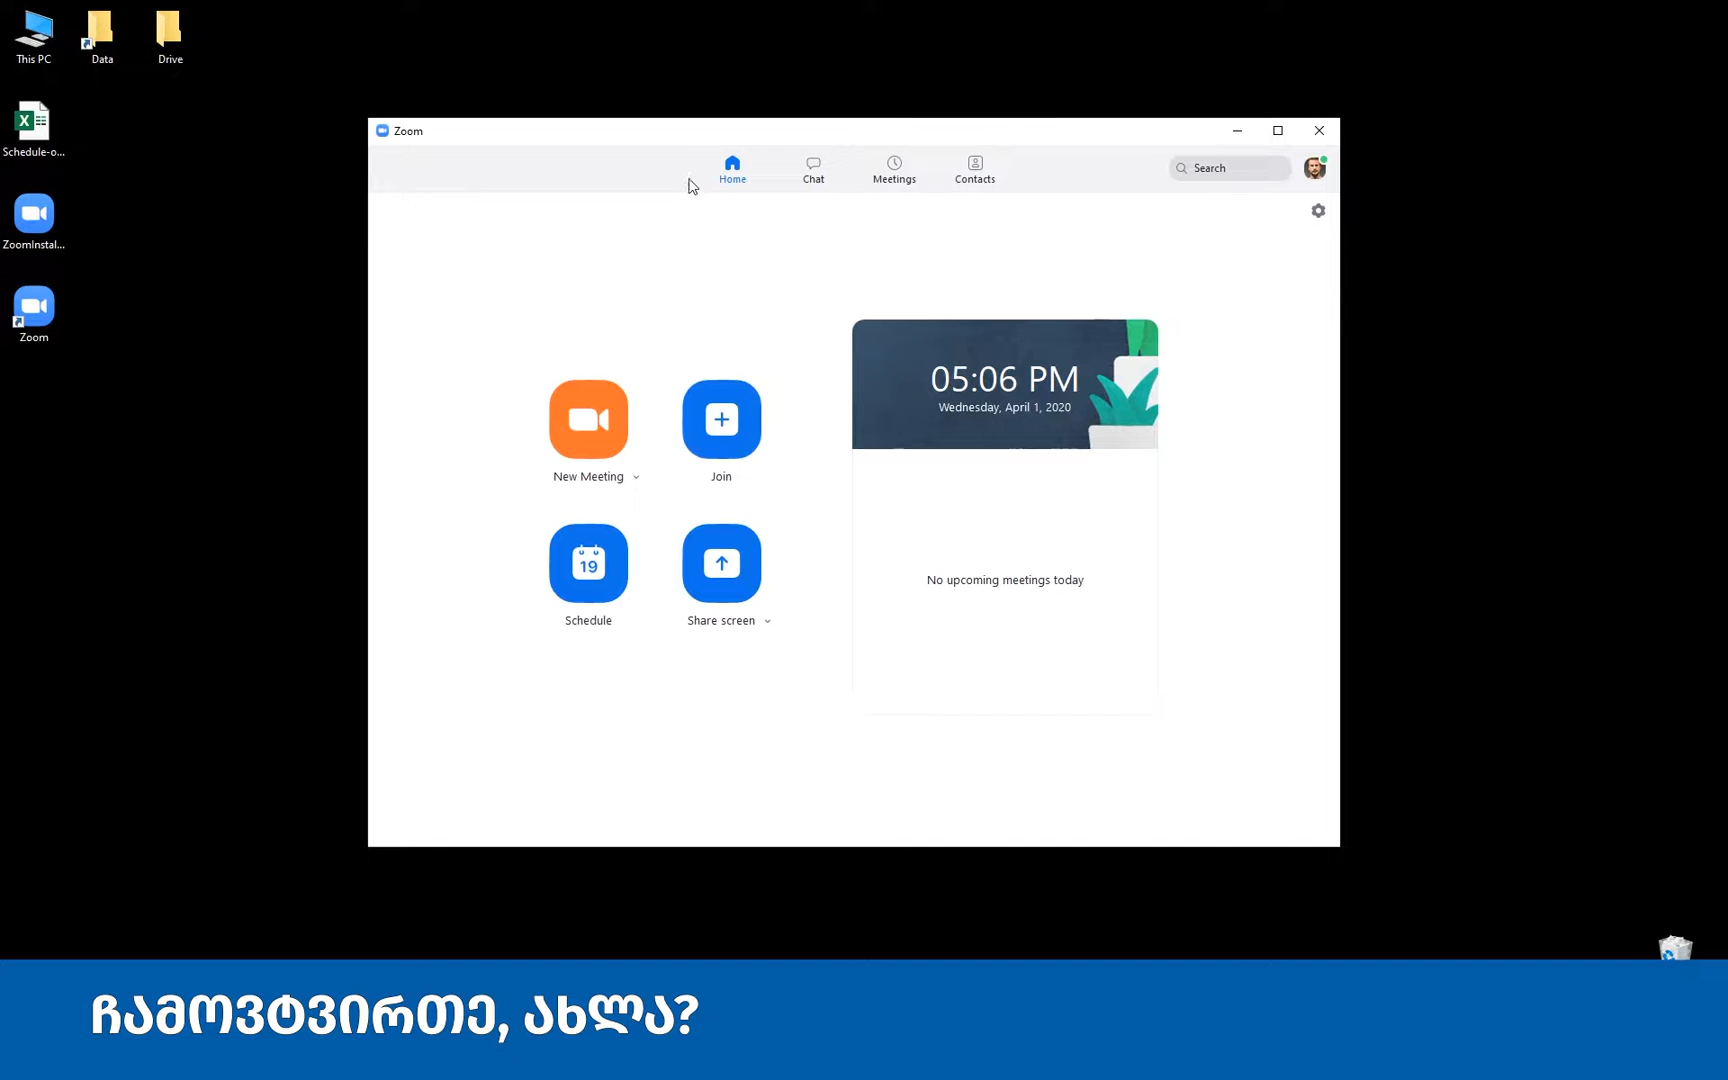 This PC
Data
Drive
Schedule-o...
ZoomInstal...
Zoom
Zoom
Home
Chat
Meetings
Contacts
Search
05:06 PM
Wednesday, April 1, 2020
New Meeting
Join
19
Schedule
Share screen
No upcoming meetings today
ჩამოვტვირთე, ახლა?